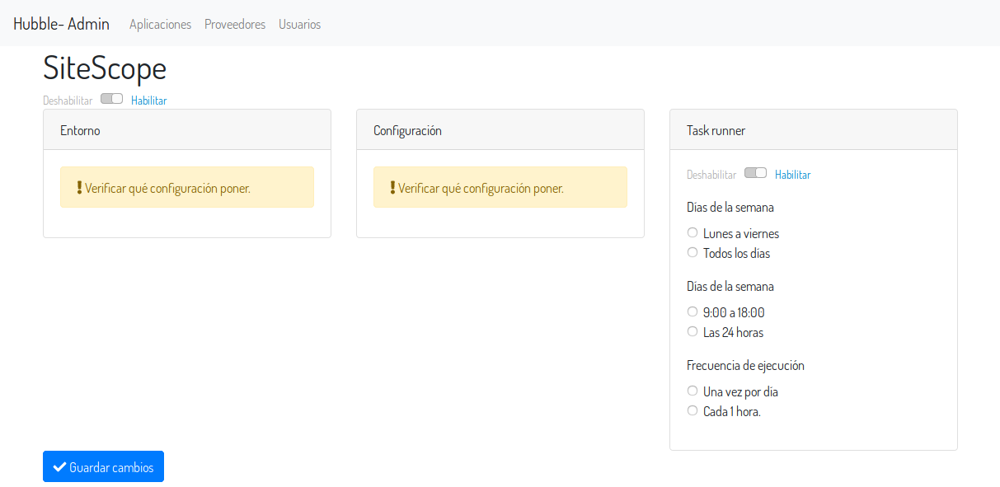 Hubble- Admin Aplicaciones Proveedores Usuarios
SiteScope
Deshabilitar Habilitar
Entorno
Verificar qué configuración poner.
Configuración
Verificar qué configuración poner.
Task runner
Deshabilitar Habilitar
Dias de la semana
Lunes a viernes
Todos los días
Dias de la semana
9:00 a 18:00
Las 24 horas
Frecuencia de ejecución
Una vez por día
Cada 1 hora.
Guardar cambios